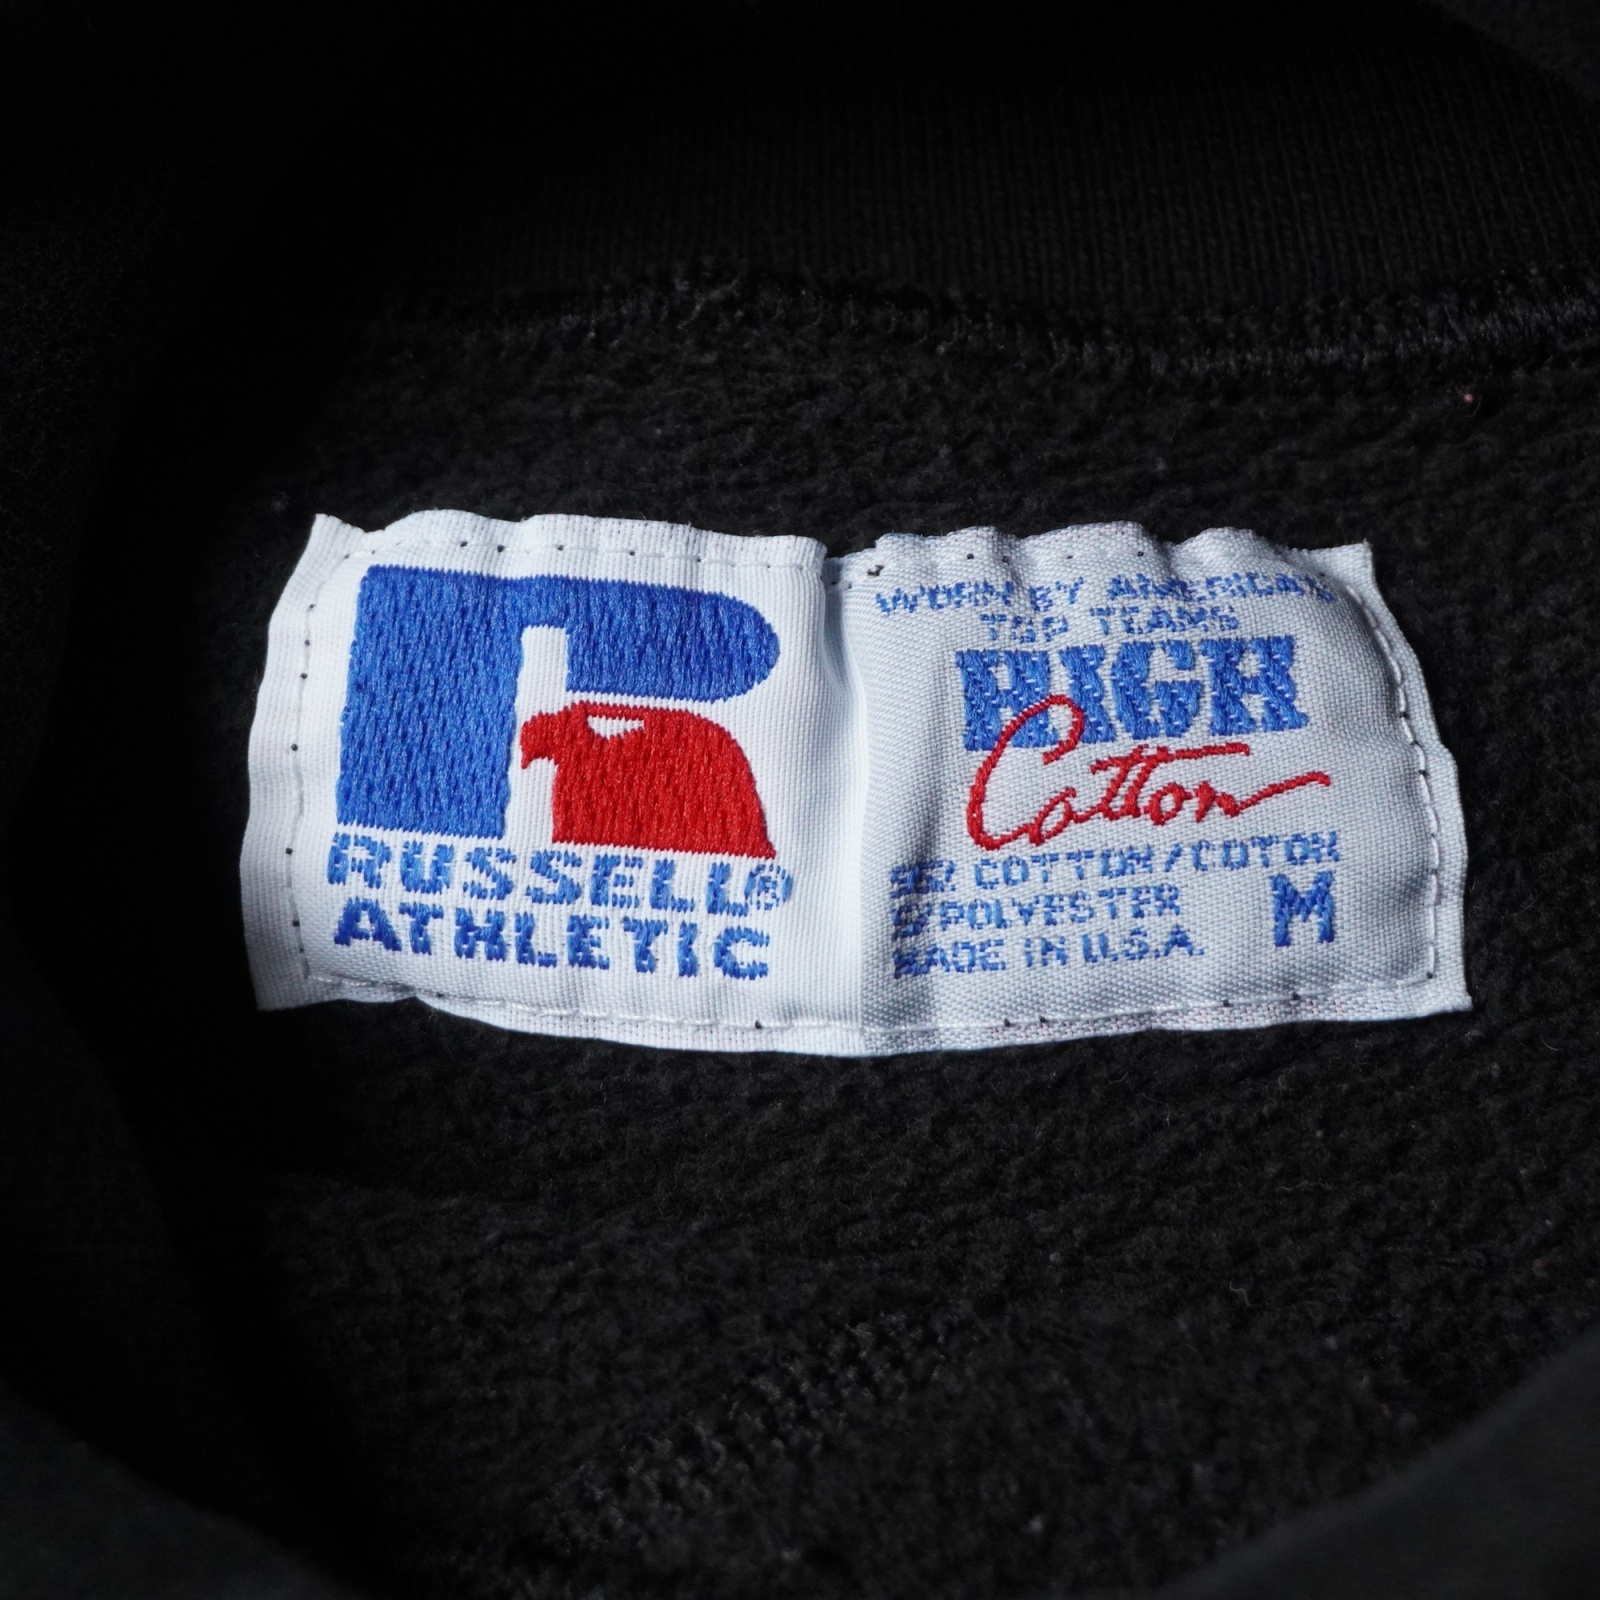 RUSSELL®
ATHLETIC
WORN BY AMERICA'S
TOP TEAMS
HIGH
Cotton
COTTON/COTON
POLYESTER
MADE IN U.S.A.
M